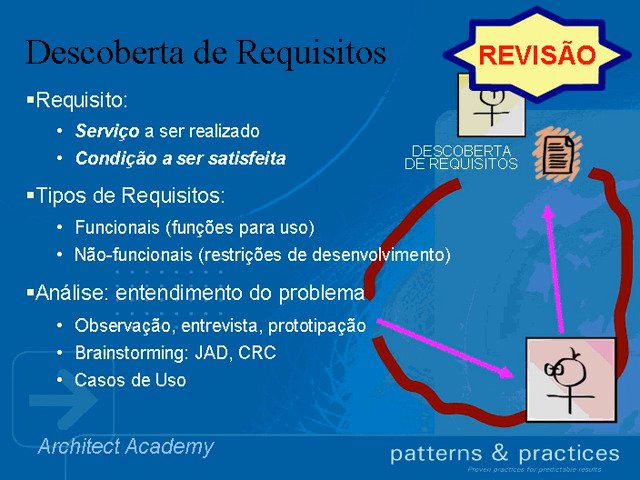 Descoberta de Requisitos
REVISÃO
Requisito:
Serviço a ser realizado
Condição a ser satisfeita
DESCOBERTA
DE REQUISITOS
Tipos de Requisitos:
Funcionais (funções para uso)
Não-funcionais (restrições de desenvolvimento)
Análise: entendimento do problema
Observação, entrevista, prototipação
Brainstorming: JAD, CRC
Casos de Uso
Architect Academy
patterns & practices
Proven practices for predictable results